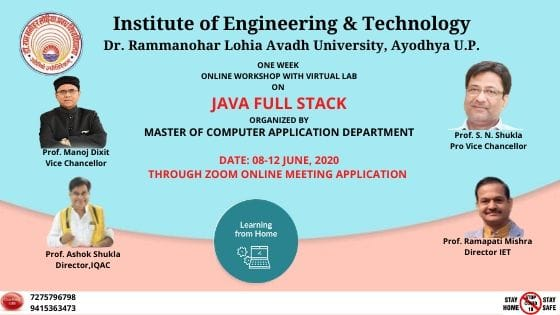 Institute of Engineering & Technology
Dr. Rammanohar Lohia Avadh University, Ayodhya U.P.
ONE WEEK
ONLINE WORKSHOP WITH VIRTUAL LAB
ON
JAVA FULL STACK
ORGANIZED BY
MASTER OF COMPUTER APPLICATION DEPARTMENT
DATE: 08-12 JUNE, 2020
THROUGH ZOOM ONLINE MEETING APPLICATION
Prof. Manoj Dixit
Vice Chancellor
Prof. S. N. Shukla
Pro Vice Chancellor
Prof. Ashok Shukla
Director,IQAC
Learning
from Home
Prof. Ramapati Mishra
Director IET
7275796798
9415363473
STAY
HOME
STAY
SAFE